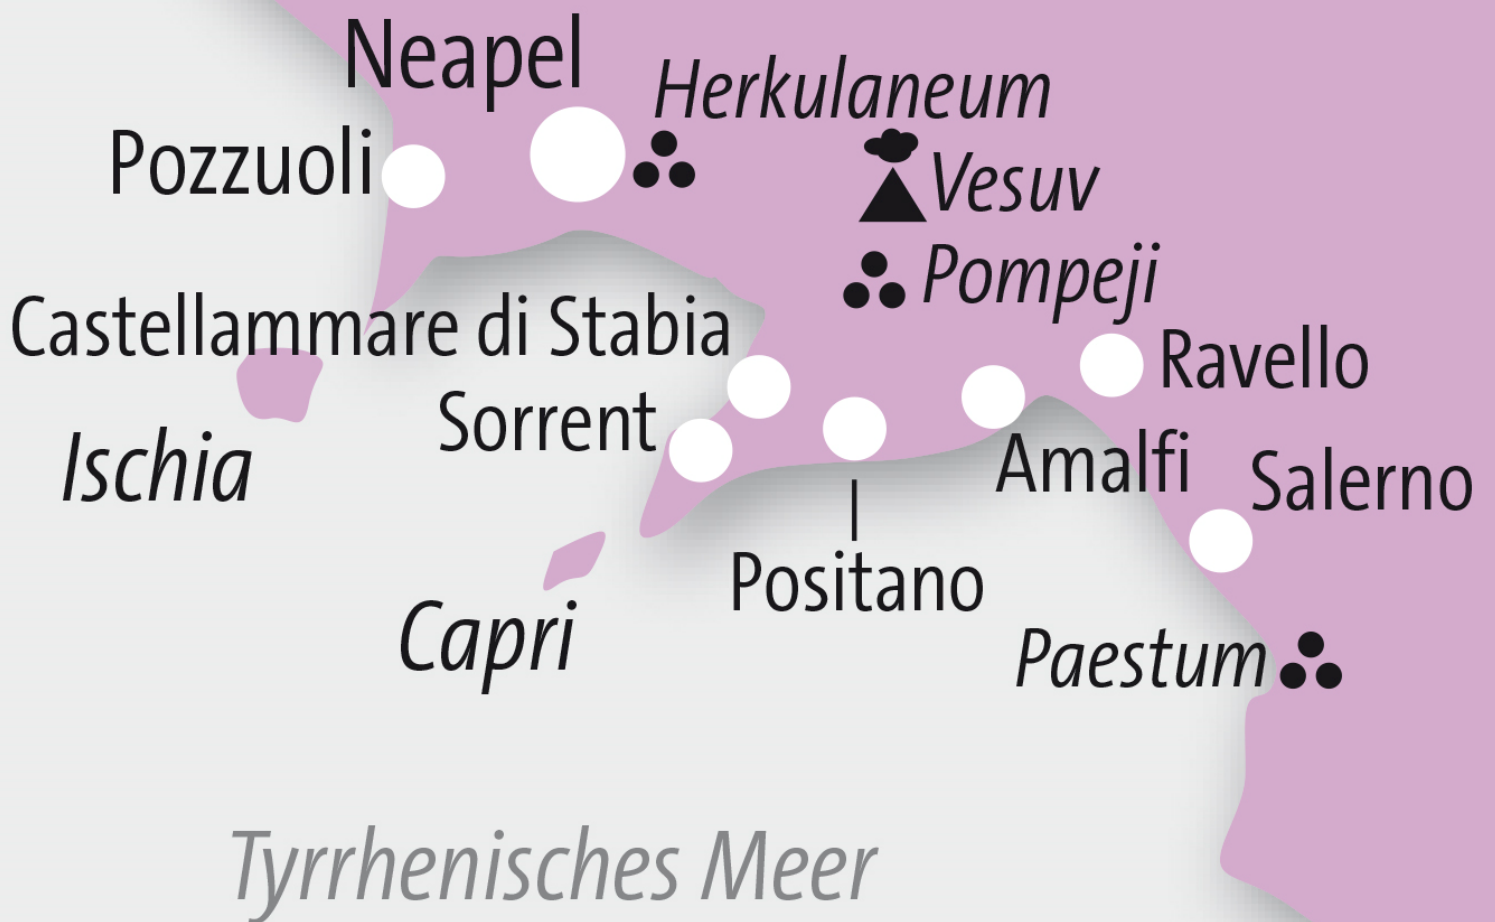 Neapel
Herkulaneum
Pozzuoli
Vesuv
Pompeji
Castellammare di Stabia
Ravello
Sorrent
Ischia
Amalfi
Salerno
Positano
Capri
Paestum
Tyrrhenisches Meer